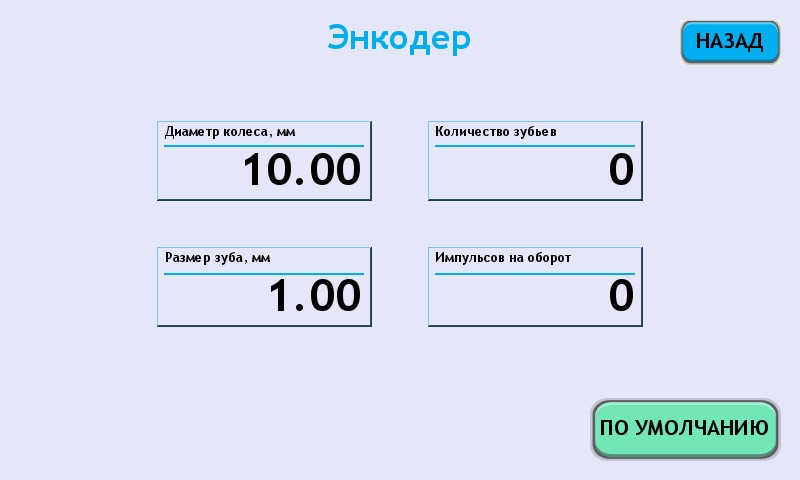 Энкодер
НАЗАД
Диаметр колеса, мм
10.00
Количество зубьев
0
Размер зуба, мм
1.00
Импульсов на оборот
0
ПО УМОЛЧАНИЮ